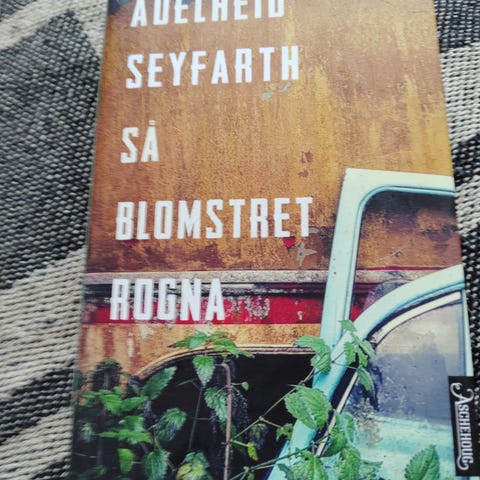 ADELHEID
SEYFARTH
SÅ
BLOMSTRET
ROGNA
ASCHEHOUG